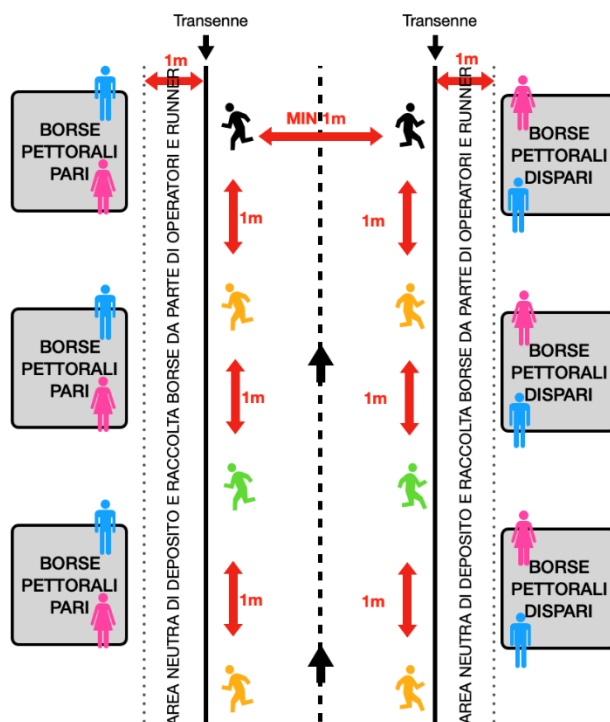 Transenne
Transenne
1m
1m
MIN 1m
BORSE
PETTORALI
PARI
BORSE
PETTORALI
DISPARI
1m
1m
BORSE
PETTORALI
PARI
BORSE
PETTORALI
DISPARI
1m
1m
BORSE
PETTORALI
PARI
BORSE
PETTORALI
DISPARI
1m
1m
AREA NEUTRA DI DEPOSITO E RACCOLTA BORSE DA PARTE DI OPERATORI E RUNNER
AREA NEUTRA DI DEPOSITO E RACCOLTA BORSE DA PARTE DI OPERATORI E RUNNER